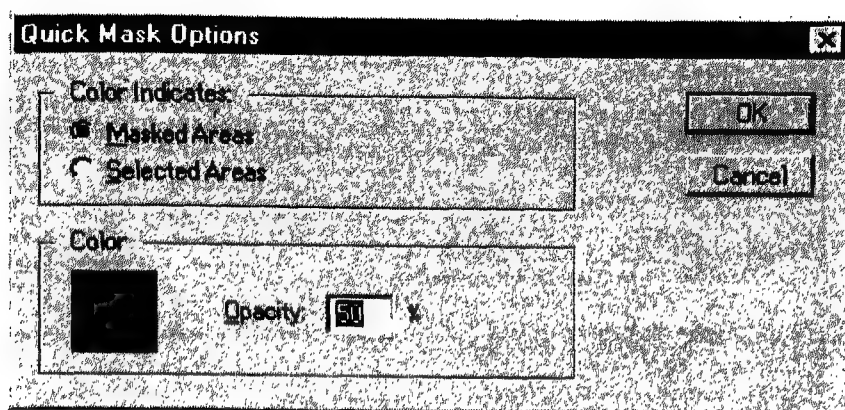 Quick Mask Options
Color Indicates:
Masked Areas
Selected Areas
OK
Cancel
Color
Opacity: 50 %